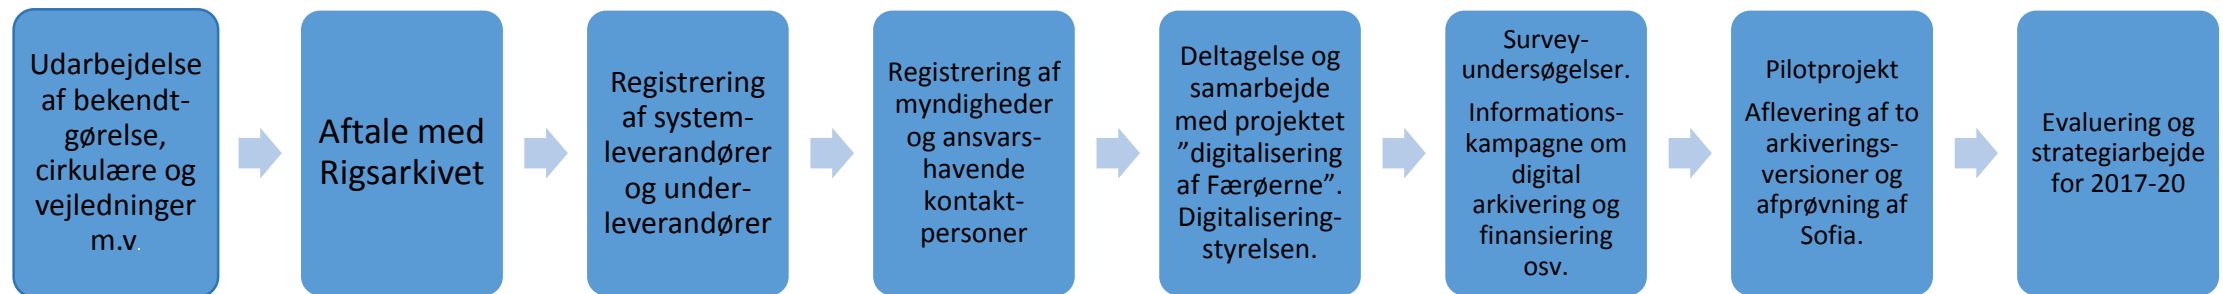 Udarbejdelse
af bekendt-
gørelse,
cirkulære og
vejledninger
m.v.
Aftale med
Rigsarkivet
Registrering
af system-
leverandører
og under-
leverandører
Registrering af
myndigheder
og ansvars-
havende
kontakt-
personer
Deltagelse og
samarbejde
med projektet
”digitalisering
af Færøerne”.
Digitalisering-
styrelsen.
Survey-
undersøgelser.
Informations-
kampagne om
digital
arkivering og
finansiering
osv.
Pilotprojekt
Aflevering af to
arkiverings-
versioner og
afprøvning af
Sofia.
Evaluering og
strategiarbejde
for 2017-20